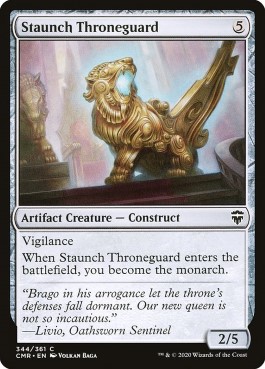 Staunch Throneguard 5
Artifact Creature — Construct
Vigilance
When Staunch Throneguard enters the
battlefield, you become the monarch.
"Brago in his arrogance let the throne's
defenses fall dormant. Our new queen is
not so incautious."
—Livio, Oathsworn Sentinel
2/5
344/361 C
CMR • EN Volkan Baga
™ & © 2020 Wizards of the Coast